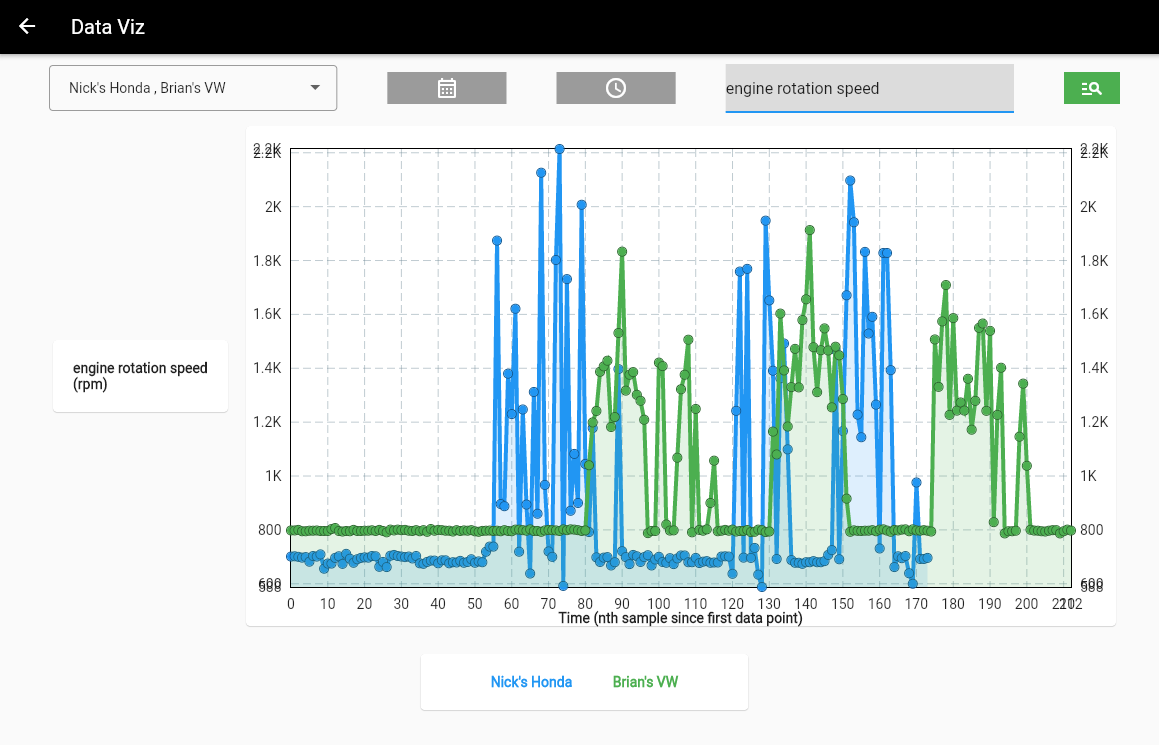 Data Viz
Nick's Honda , Brian's VW
engine rotation speed
2.2K 2.2K
2.2K 2.2K
2K 2K
1.8K 1.8K
1.6K 1.6K
1.4K 1.4K
1.2K 1.2K
1K 1K
800 800
600 600
588 588
engine rotation speed
(rpm)
0 10 20 30 40 50 60 70 80 90 100 110 120 130 140 150 160 170 180 190 200 210 212
Time (nth sample since first data point)
Nick's Honda Brian's VW